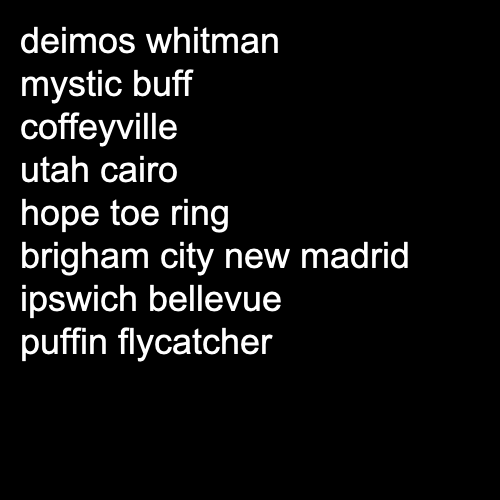 deimos whitman
mystic buff
coffeyville
utah cairo
hope toe ring
brigham city new madrid
ipswich bellevue
puffin flycatcher